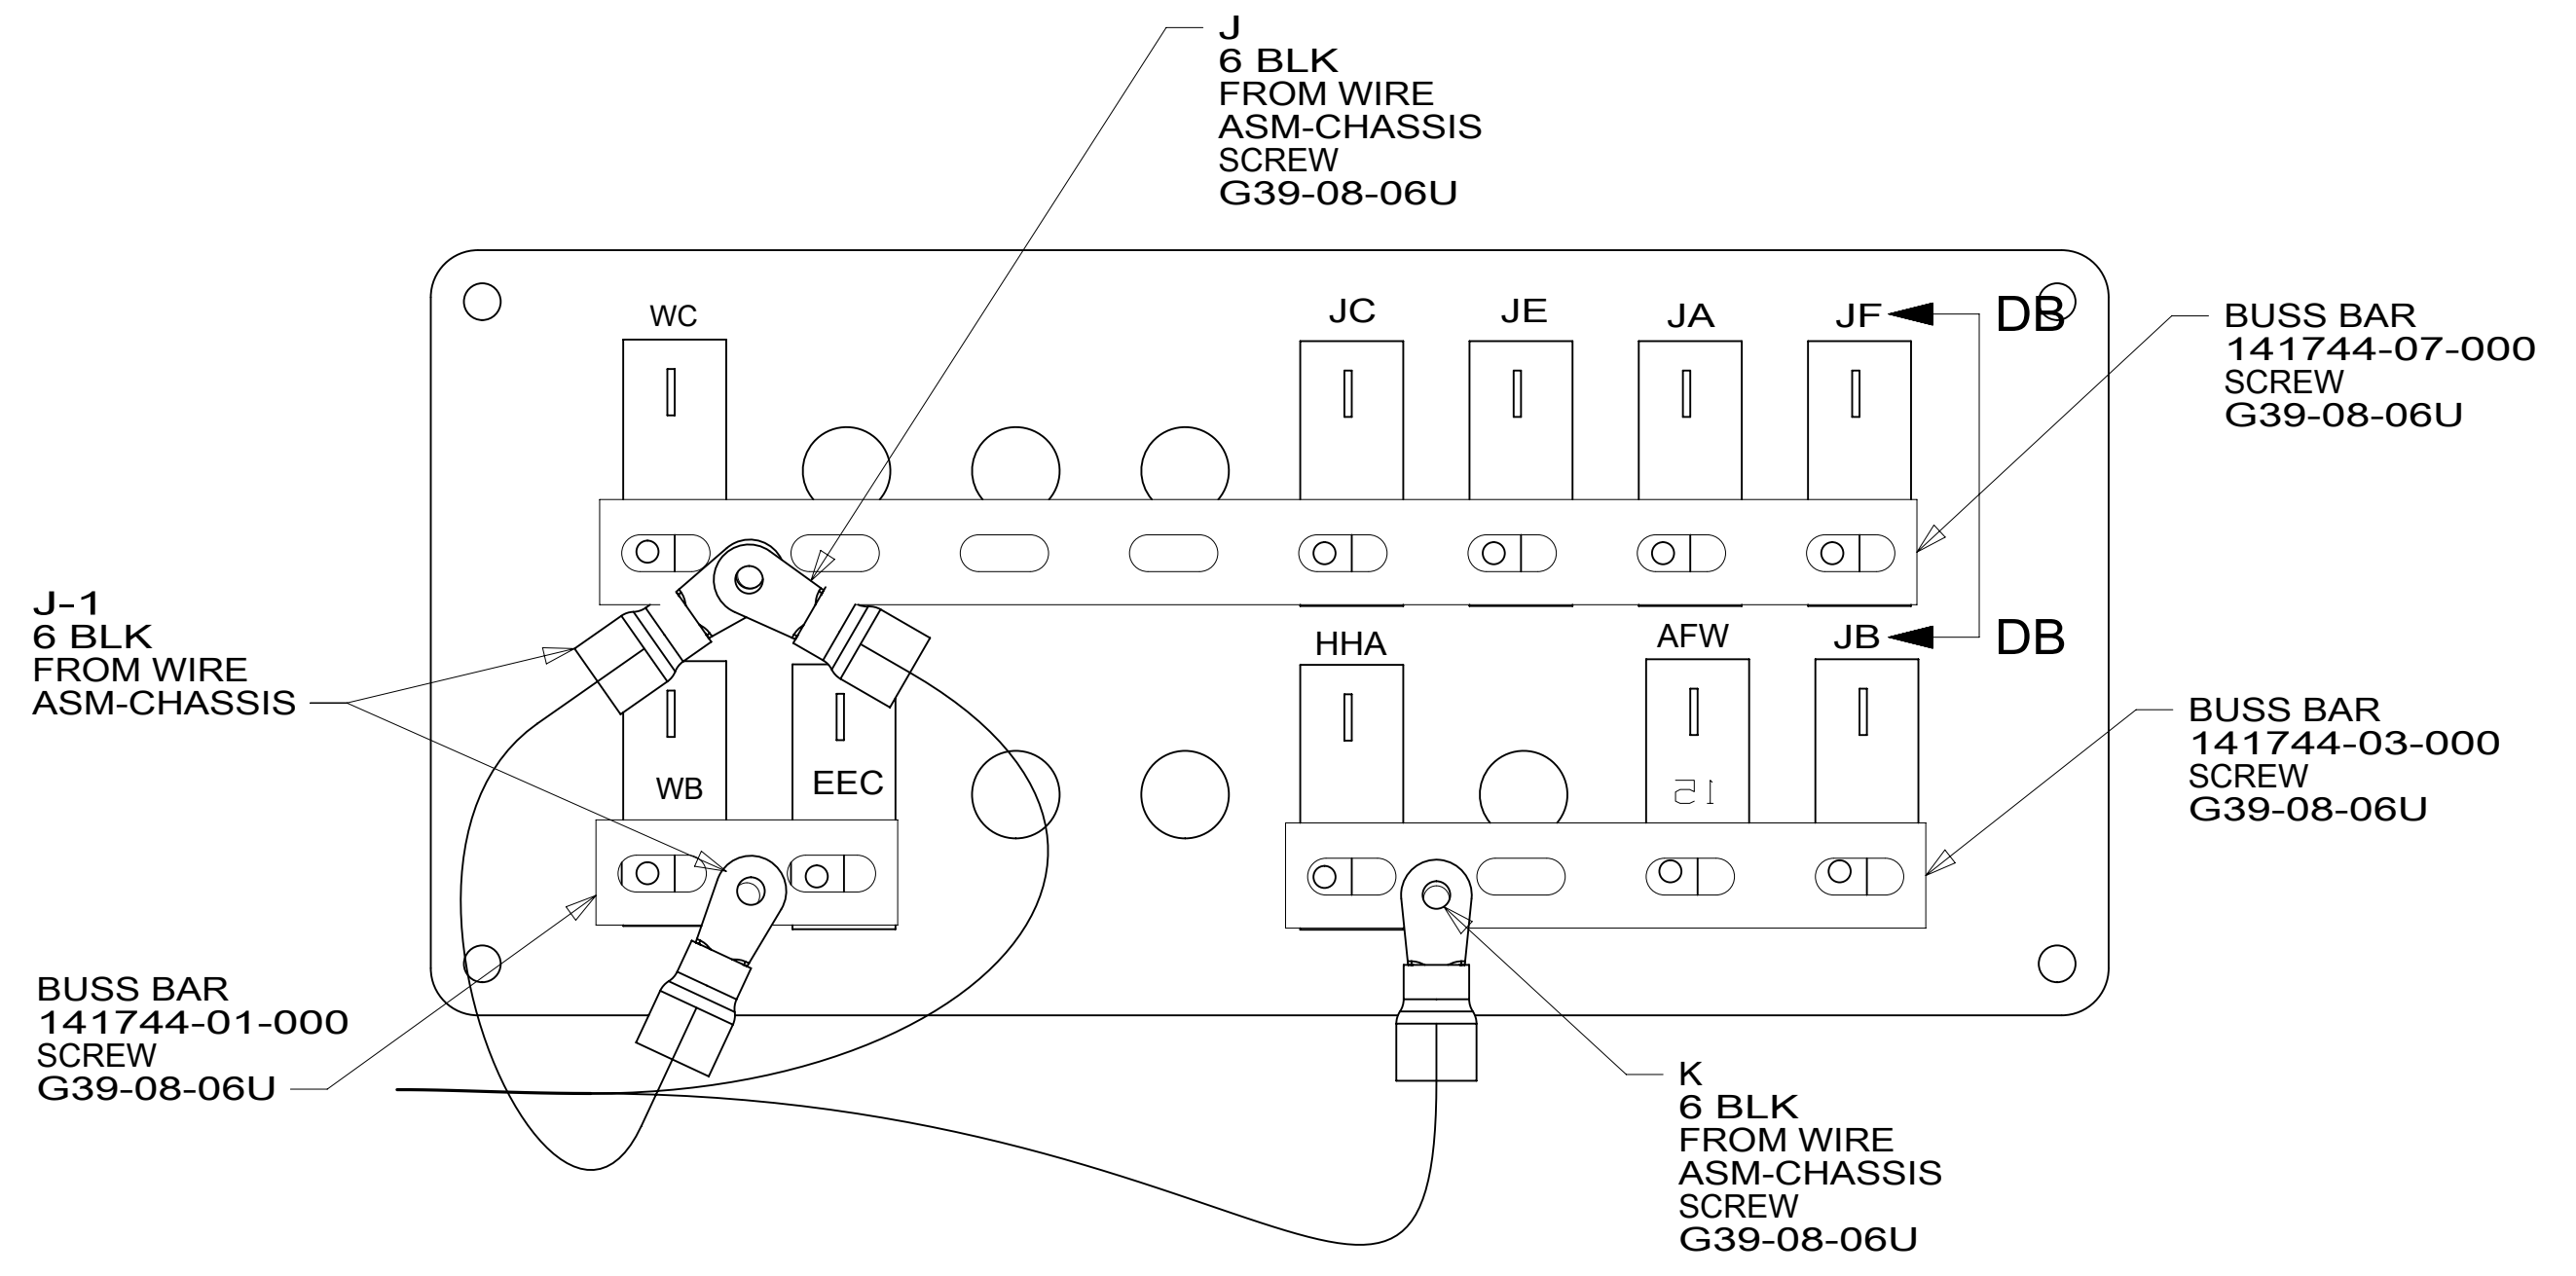 J
6 BLK
FROM WIRE
ASM-CHASSIS
SCREW
G39-08-06U
WC
JC
JE
JA
JF
DB
BUSS BAR
141744-07-000
SCREW
G39-08-06U
J-1
6 BLK
FROM WIRE
ASM-CHASSIS
HHA
AFW
JB
DB
WB
EEC
15
BUSS BAR
141744-03-000
SCREW
G39-08-06U
BUSS BAR
141744-01-000
SCREW
G39-08-06U
K
6 BLK
FROM WIRE
ASM-CHASSIS
SCREW
G39-08-06U